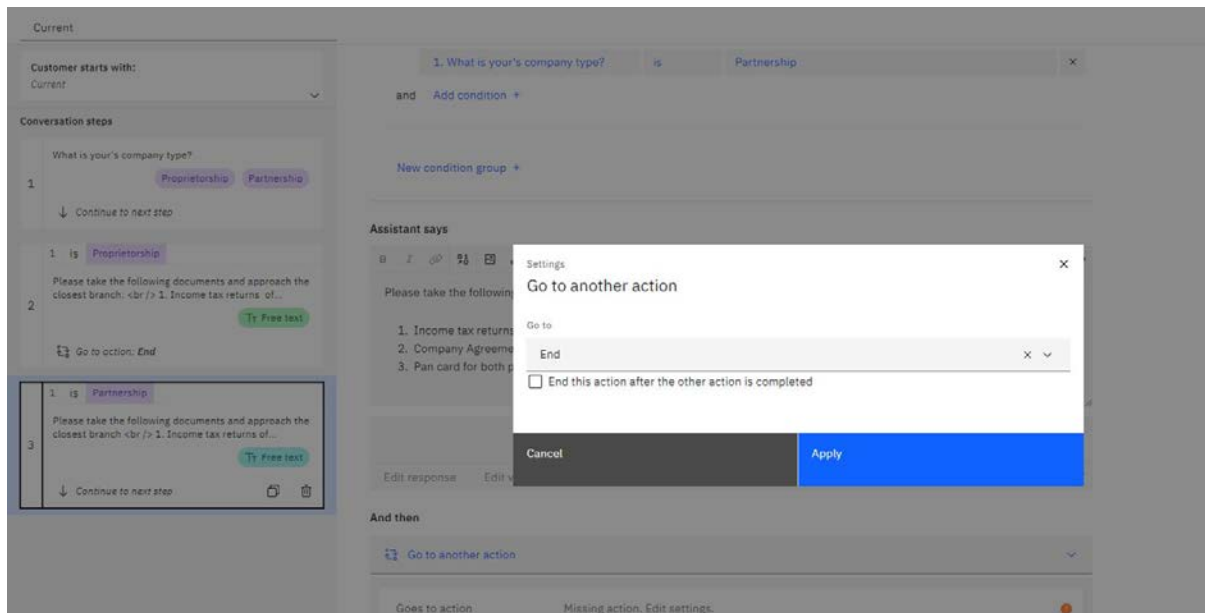 Current
Customer starts with:
Current
Conversation steps
1
What is your's company type?
Proprietorship Partnership
Continue to next step
2
1 is Proprietorship
Please take the following documents and approach the
closest branch: <br /> 1. Income tax returns of...
Free text
Go to action: End
3
1 is Partnership
Please take the following documents and approach the
closest branch <br /> 1. Income tax returns of...
Free text
Continue to next step
1. What is your's company type? is Partnership
and Add condition +
New condition group +
Assistant says
B I
Please take the following
1. Income tax returns
2. Company Agreeme
3. Pan card for both p
Edit response Edit v
Settings
Go to another action
Go to
End
End this action after the other action is completed
Cancel Apply
And then
Go to another action
Goes to action Missing action. Edit settings.